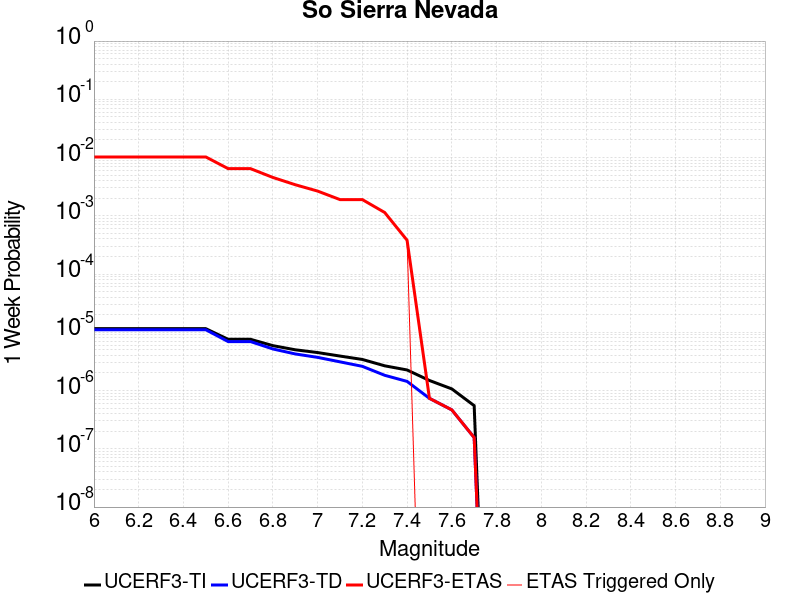 So Sierra Nevada
10^0
10^-1
10^-2
10^-3
10^-4
10^-5
10^-6
10^-7
10^-8
1 Week Probability
6 6.2 6.4 6.6 6.8 7 7.2 7.4 7.6 7.8 8 8.2 8.4 8.6 8.8 9
Magnitude
UCERF3-TI UCERF3-TD UCERF3-ETAS ETAS Triggered Only